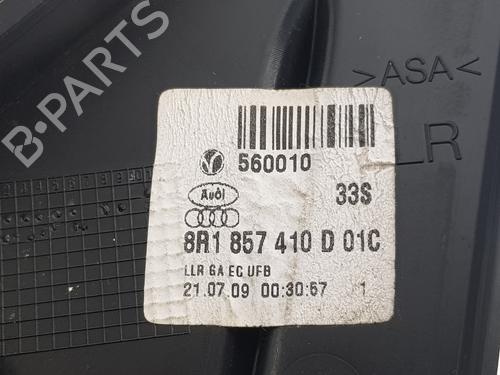 B-PARTS
>ASA<
LR
560010
Audi
33S
8R1 857 410 D 01C
LLR GA EC UFB
21.07.09 00:30:57 1